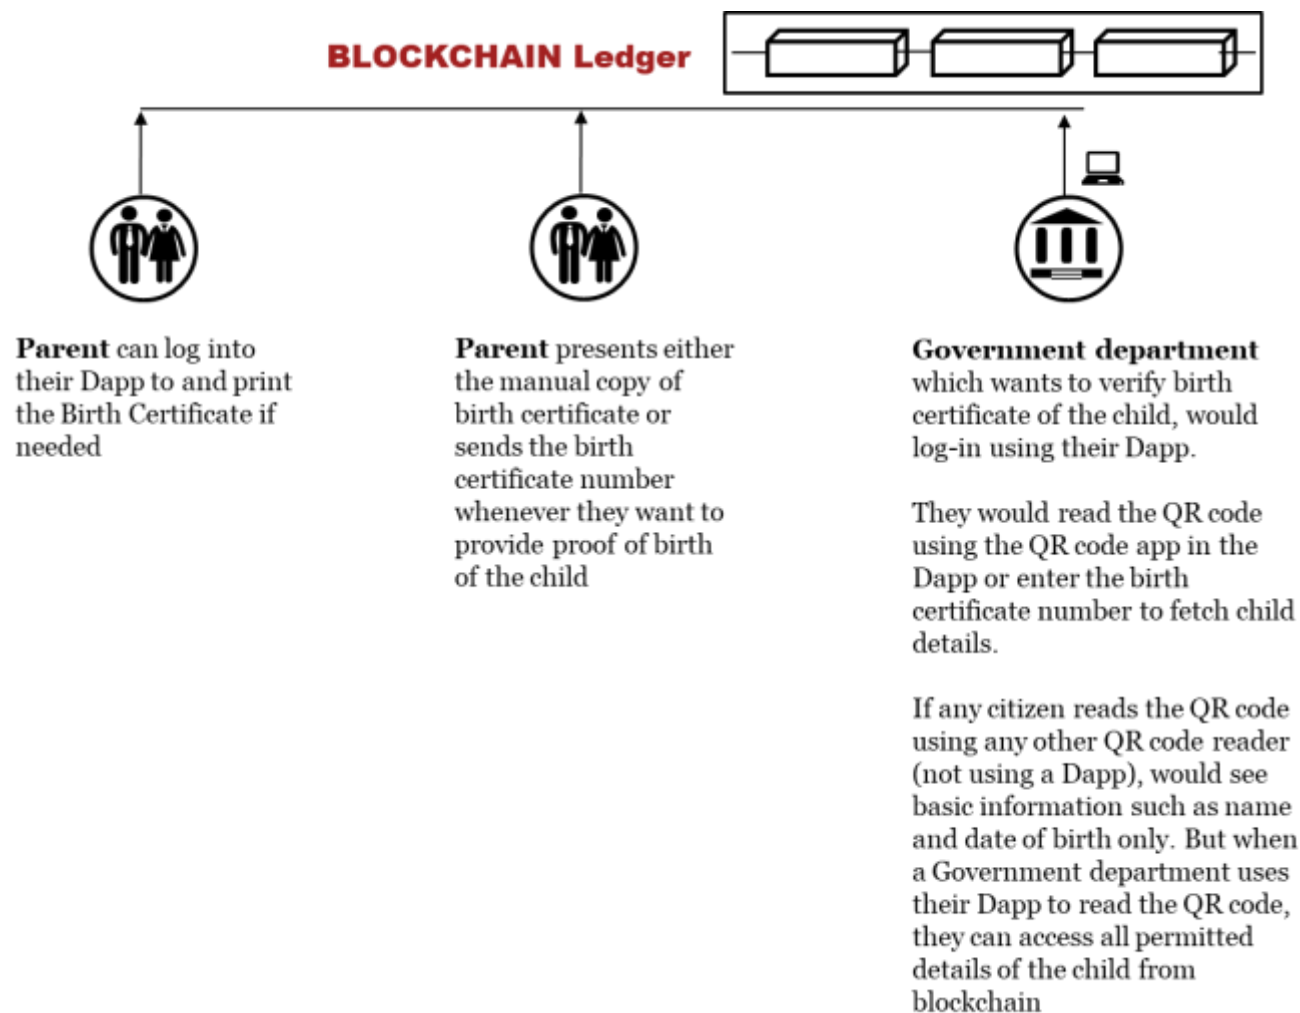 BLOCKCHAIN Ledger
Parent can log into
their Dapp to and print
the Birth Certificate if
needed
Parent presents either
the manual copy of
birth certificate or
sends the birth
certificate number
whenever they want to
provide proof of birth
of the child
Government department
which wants to verify birth
certificate of the child, would
log-in using their Dapp.
They would read the QR code
using the QR code app in the
Dapp or enter the birth
certificate number to fetch child
details.
If any citizen reads the QR code
using any other QR code reader
(not using a Dapp), would see
basic information such as name
and date of birth only. But when
a Government department uses
their Dapp to read the QR code,
they can access all permitted
details of the child from
blockchain